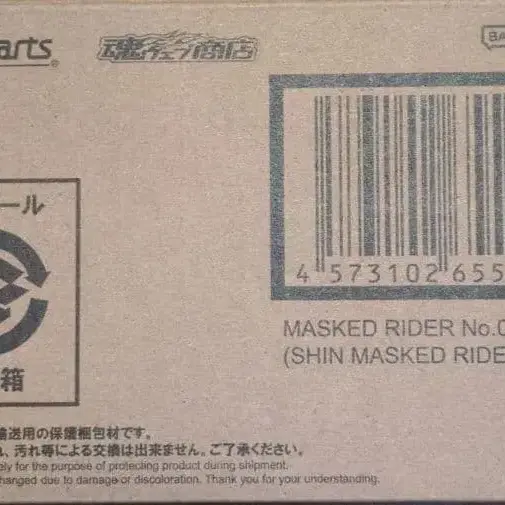 arts®
魂ウェブ商店
BA
4 573102 655
MASKED RIDER No.0
(SHIN MASKED RIDE
ール
箱
輸送用の保護梱包材です。
れ、汚れ等による交換は出来ません。ご了承ください。
ely for the purpose of protecting product during shipment.
changed due to damage or discoloration. Thank you for your understanding.